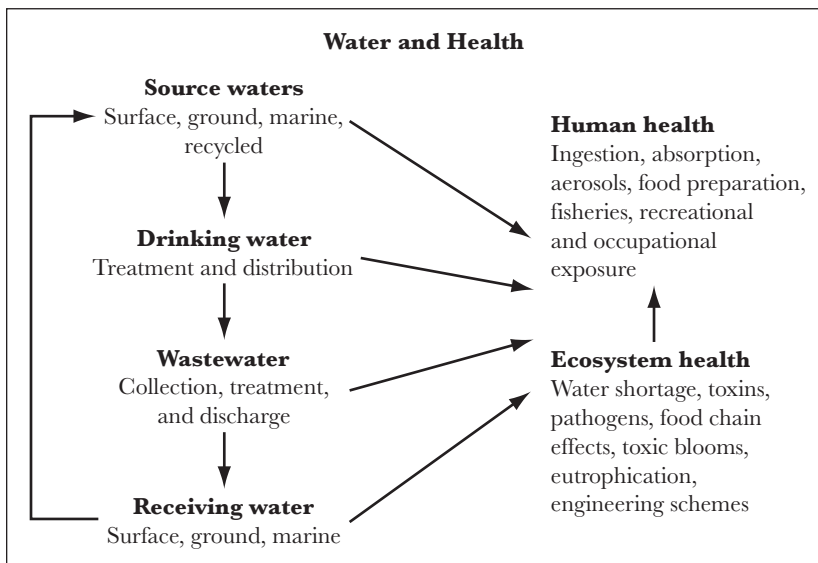 Water and Health
Source waters
Surface, ground, marine,
recycled
Drinking water
Treatment and distribution
Wastewater
Collection, treatment,
and discharge
Receiving water
Surface, ground, marine
Human health
Ingestion, absorption,
aerosols, food preparation,
fisheries, recreational
and occupational
exposure
Ecosystem health
Water shortage, toxins,
pathogens, food chain
effects, toxic blooms,
eutrophication,
engineering schemes